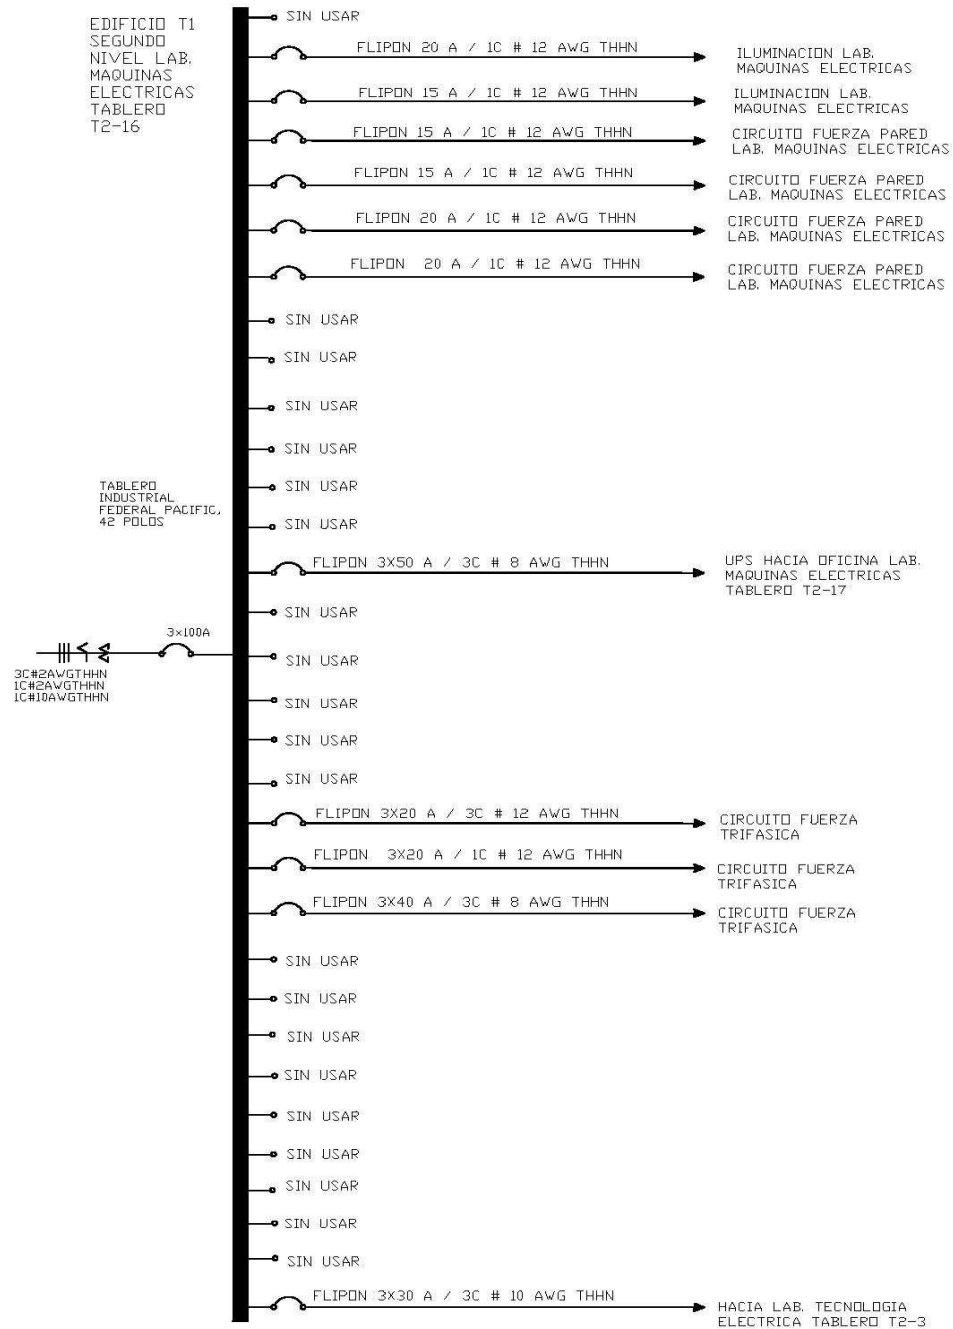 EDIFICIO T1
SEGUNDO
NIVEL LAB.
MAQUINAS
ELECTRICAS
TABLERO
T2-16
SIN USAR
FLIPON 20 A / 1C # 12 AWG THHN
ILUMINACION LAB.
MAQUINAS ELECTRICAS
FLIPON 15 A / 1C # 12 AWG THHN
ILUMINACION LAB.
MAQUINAS ELECTRICAS
FLIPON 15 A / 1C # 12 AWG THHN
CIRCUITO FUERZA PARED
LAB. MAQUINAS ELECTRICAS
FLIPON 15 A / 1C # 12 AWG THHN
CIRCUITO FUERZA PARED
LAB. MAQUINAS ELECTRICAS
FLIPON 20 A / 1C # 12 AWG THHN
CIRCUITO FUERZA PARED
LAB. MAQUINAS ELECTRICAS
FLIPON 20 A / 1C # 12 AWG THHN
CIRCUITO FUERZA PARED
LAB. MAQUINAS ELECTRICAS
SIN USAR
SIN USAR
SIN USAR
SIN USAR
SIN USAR
SIN USAR
TABLERO
INDUSTRIAL
FEDERAL PACIFIC,
42 POLOS
FLIPON 3X50 A / 3C # 8 AWG THHN
UPS HACIA OFICINA LAB.
MAQUINAS ELECTRICAS
TABLERO T2-17
SIN USAR
3x100A
3C#2AWGTHHN
1C#2AWGTHHN
1C#10AWGTHHN
SIN USAR
SIN USAR
SIN USAR
SIN USAR
FLIPON 3X20 A / 3C # 12 AWG THHN
CIRCUITO FUERZA
TRIFASICA
FLIPON 3X20 A / 1C # 12 AWG THHN
CIRCUITO FUERZA
TRIFASICA
FLIPON 3X40 A / 3C # 8 AWG THHN
CIRCUITO FUERZA
TRIFASICA
SIN USAR
SIN USAR
SIN USAR
SIN USAR
SIN USAR
SIN USAR
SIN USAR
SIN USAR
SIN USAR
FLIPON 3X30 A / 3C # 10 AWG THHN
HACIA LAB. TECNOLOGIA
ELECTRICA TABLERO T2-3